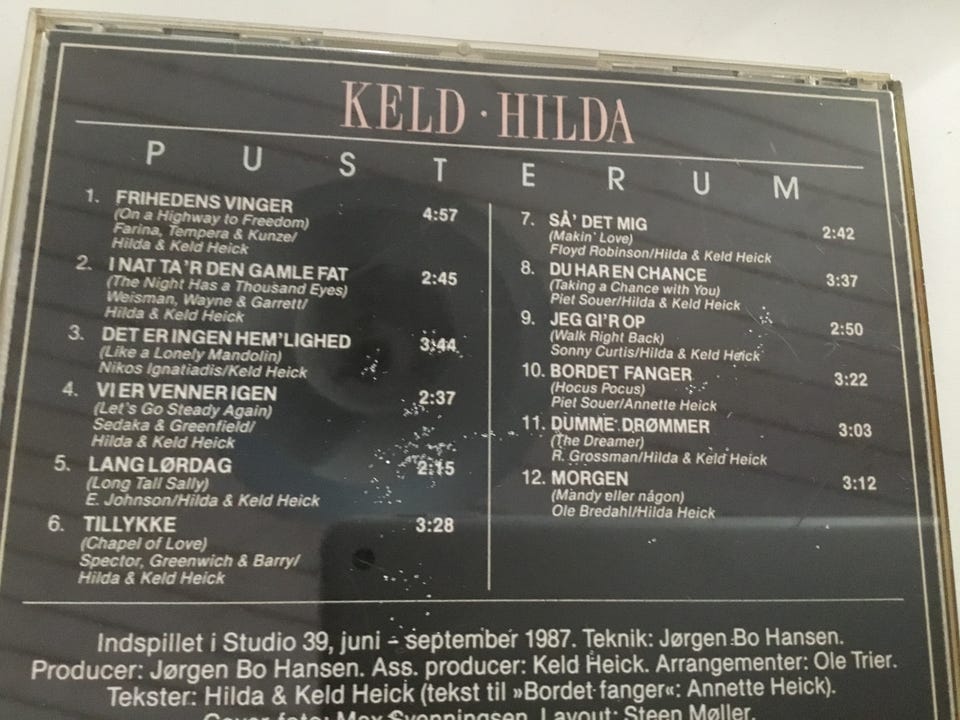 KELD · HILDA
PUSTERUM
1. FRIHEDENS VINGER 4:57
(On a Highway to Freedom)
Farina, Tempera & Kunze/
Hilda & Keld Heick
2. I NAT TA'R DEN GAMLE FAT 2:45
(The Night Has a Thousand Eyes)
Weisman, Wayne & Garrett/
Hilda & Keld Heick
3. DET ER INGEN HEM'LIGHED 3:44
(Like a Lonely Mandolin)
Nikos Ignatiadis/Keld Heick
4. VI ER VENNER IGEN 2:37
(Let's Go Steady Again)
Sedaka & Greenfield/
Hilda & Keld Heick
5. LANG LØRDAG 2:15
(Long Tall Sally)
E. Johnson/Hilda & Keld Heick
6. TILLYKKE 3:28
(Chapel of Love)
Spector, Greenwich & Barry/
Hilda & Keld Heick
7. SÅ' DET MIG 2:42
(Makin' Love)
Floyd Robinson/Hilda & Keld Heick
8. DU HAR EN CHANCE 3:37
(Taking a Chance with You)
Piet Souer/Hilda & Keld Heick
9. JEG GI'R OP 2:50
(Walk Right Back)
Sonny Curtis/Hilda & Keld Heick
10. BORDET FANGER 3:22
(Hocus Pocus)
Piet Souer/Annette Heick
11. DUMME DRØMMER 3:03
(The Dreamer)
R. Grossman/Hilda & Keld Heick
12. MORGEN 3:12
(Mandy eller någon)
Ole Bredahl/Hilda Heick
Indspillet i Studio 39, juni - september 1987. Teknik: Jørgen Bo Hansen.
Producer: Jørgen Bo Hansen. Ass. producer: Keld Heick. Arrangementer: Ole Trier.
Tekster: Hilda & Keld Heick (tekst til »Bordet fanger«: Annette Heick).
Cover foto: Max Svenningsen. Layout: Steen Møller.